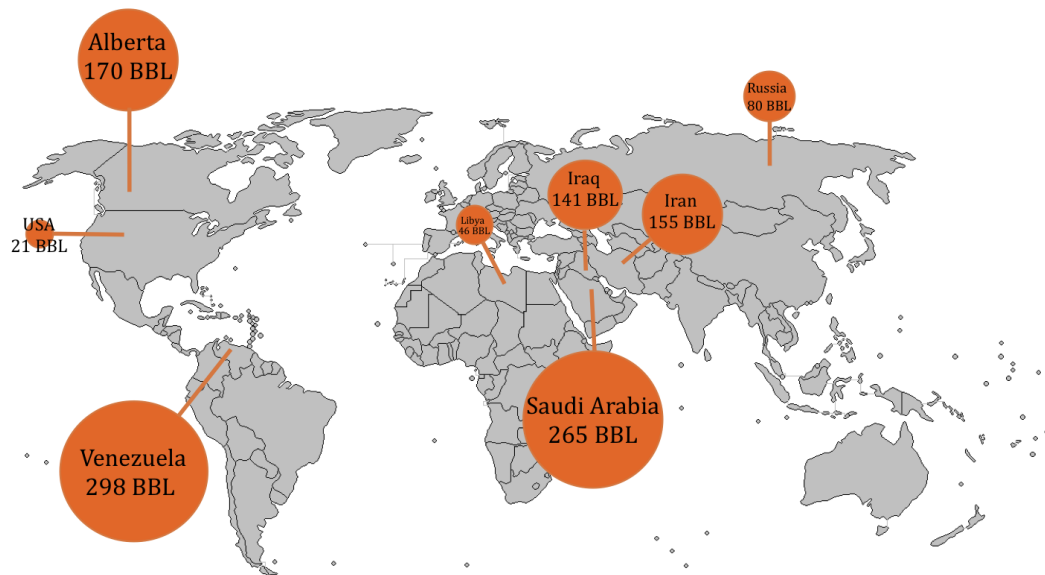 Alberta
170 BBL
Russia
80 BBL
Iraq
141 BBL
Iran
155 BBL
Libya
46 BBL
USA
21 BBL
Saudi Arabia
265 BBL
Venezuela
298 BBL